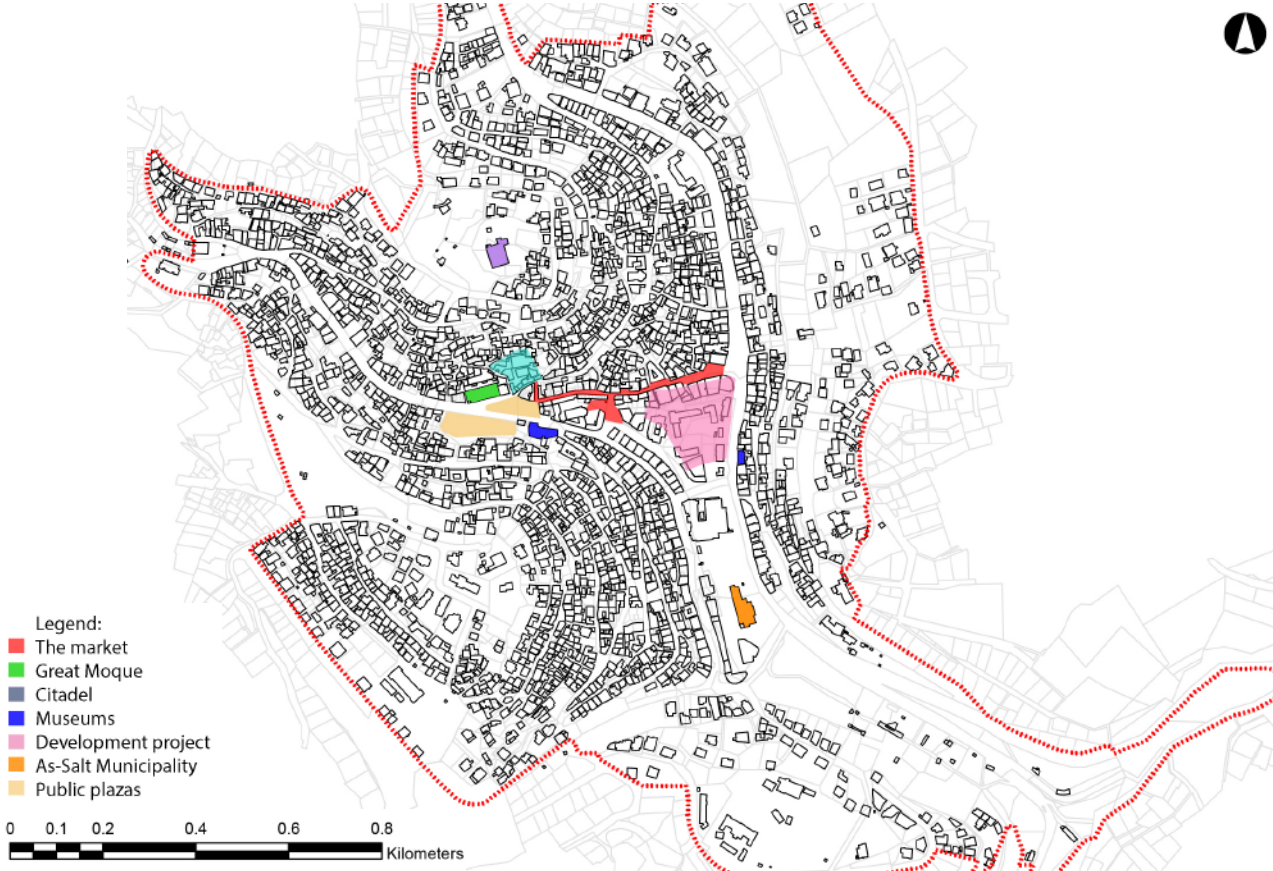 Legend:
The market
Great Moque
Citadel
Museums
Development project
As-Salt Municipality
Public plazas
0 0.1 0.2 0.4 0.6 0.8
Kilometers